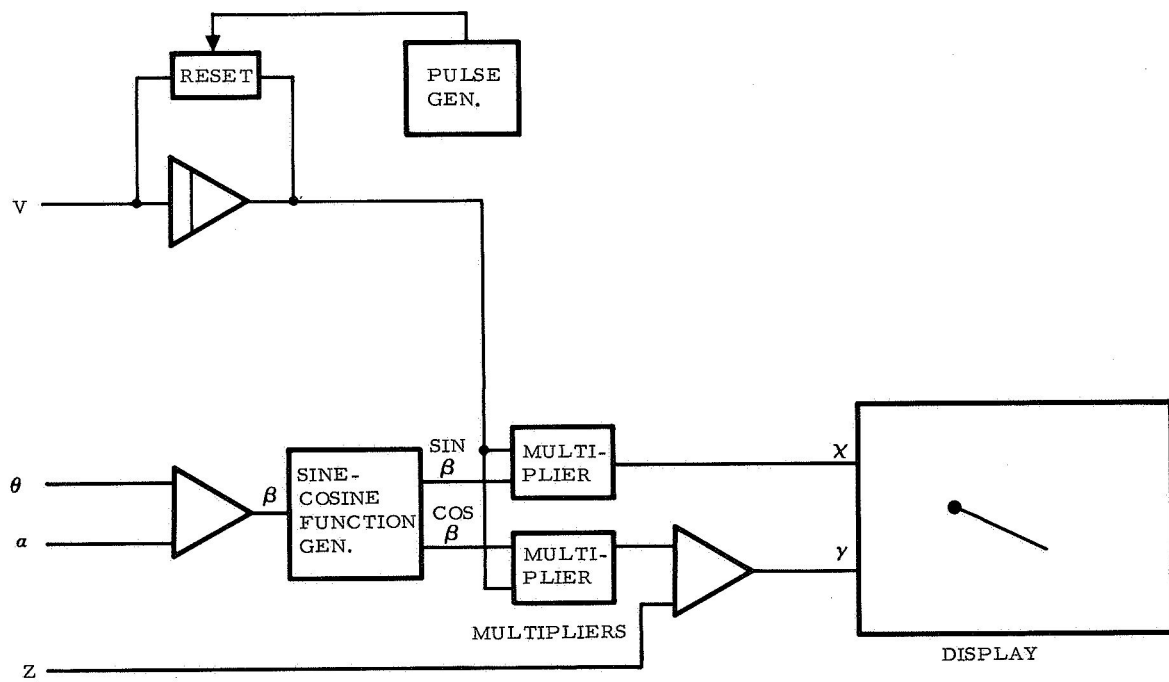 RESET
PULSE
GEN.
V
SIN
β
MULTI-
PLIER
χ
θ
β
SINE-
COSINE
FUNCTION
GEN.
COS
β
α
MULTI-
PLIER
γ
MULTIPLIERS
Z
DISPLAY